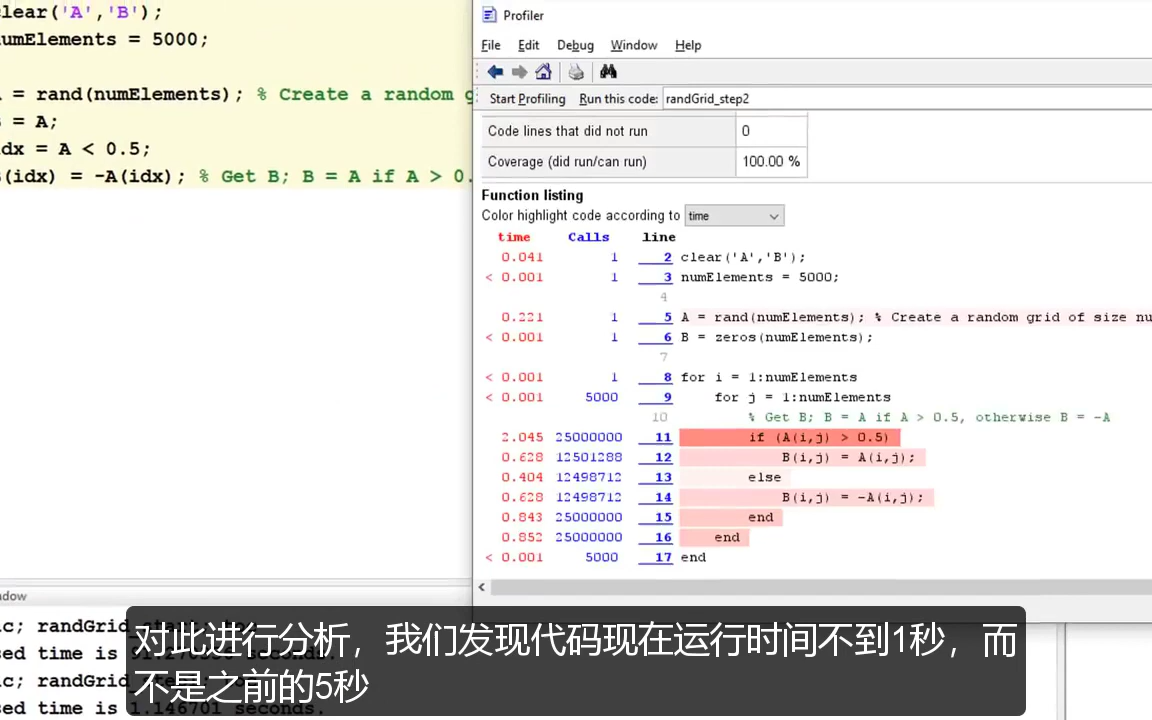 clear('A','B');
numElements = 5000;
= rand(numElements); % Create a random g
= A;
idx = A < 0.5;
B(idx) = -A(idx); % Get B; B = A if A > 0.
Profiler
File Edit Debug Window Help
Start Profiling Run this code: randGrid_step2
Code lines that did not run 0
Coverage (did run/can run) 100.00 %
Function listing
Color highlight code according to time
time Calls line
0.041 1 2 clear('A','B');
< 0.001 1 3 numElements = 5000;
4
0.221 1 5 A = rand(numElements); % Create a random grid of size nu
< 0.001 1 6 B = zeros(numElements);
7
< 0.001 1 8 for i = 1:numElements
< 0.001 5000 9 for j = 1:numElements
10 % Get B; B = A if A > 0.5, otherwise B = -A
2.045 25000000 11 if (A(i,j) > 0.5)
0.628 12501288 12 B(i,j) = A(i,j);
0.404 12498712 13 else
0.628 12498712 14 B(i,j) = -A(i,j);
0.843 25000000 15 end
0.852 25000000 16 end
< 0.001 5000 17 end
ndow
ic; randGrid
sed time is seconds.
ic; randGrid
sed time is 1.146701 seconds.
对此进行分析，我们发现代码现在运行时间不到1秒，而
不是之前的5秒